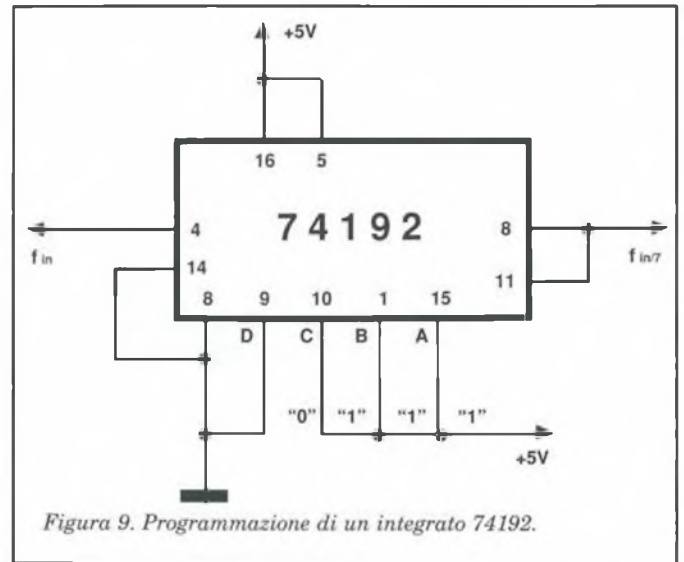 +5V
16 5
74192
4 8
f in f in/7
14 11
8 9 10 1 15
D C B A
“0” “1” “1” “1”
+5V
Figura 9. Programmazione di un integrato 74192.